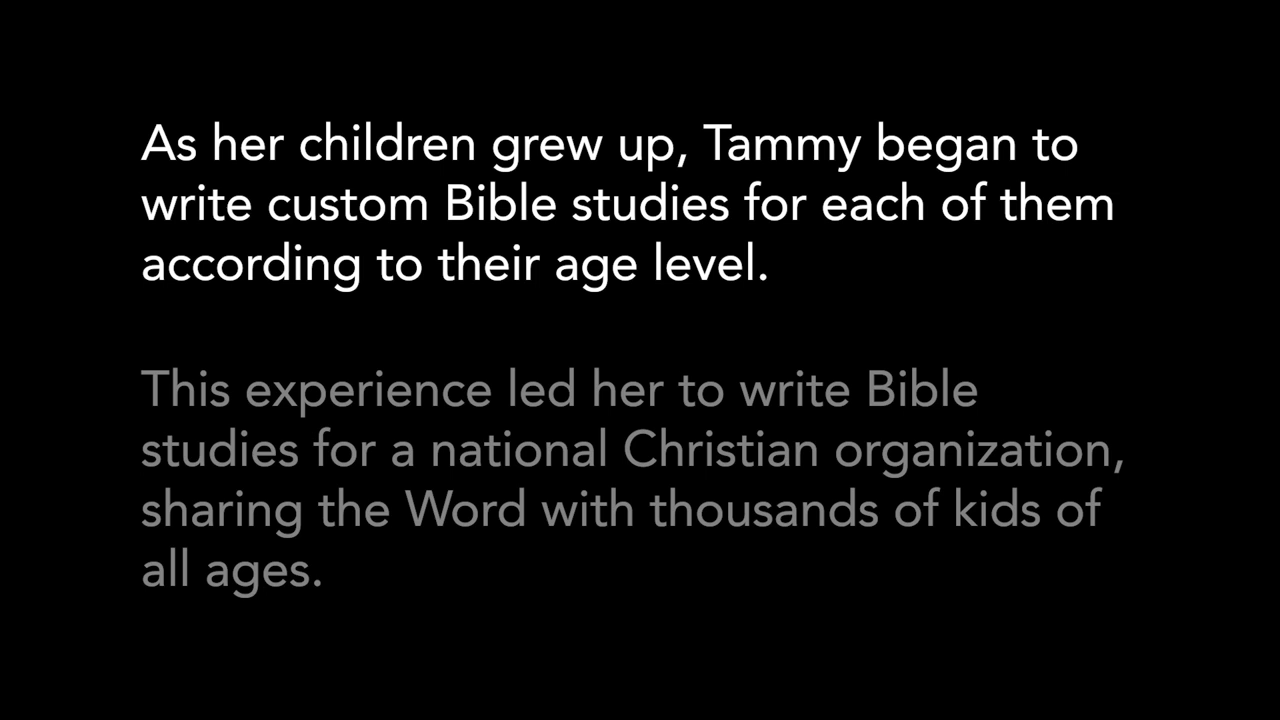 As her children grew up, Tammy began to
write custom Bible studies for each of them
according to their age level.
This experience led her to write Bible
studies for a national Christian organization,
sharing the Word with thousands of kids of
all ages.